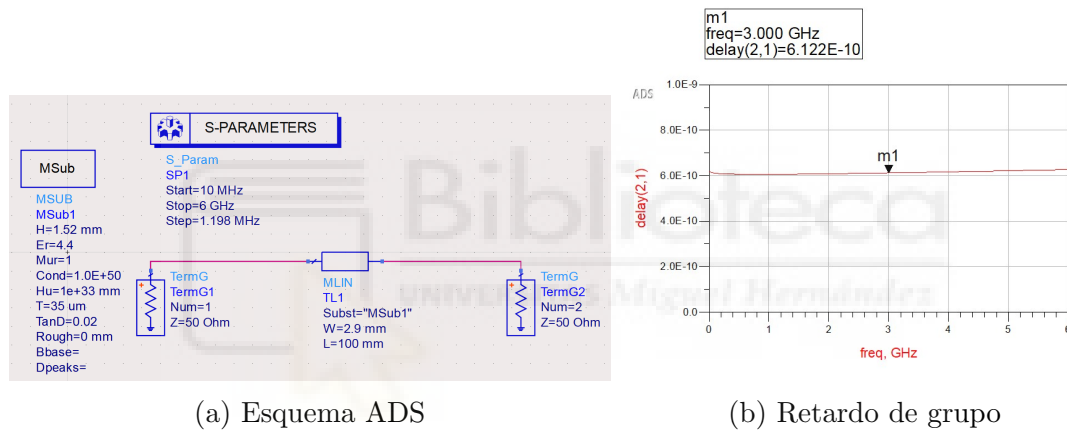 S-PARAMETERS
MSub
MSUB
MSub1
H=1.52 mm
Er=4.4
Mur=1
Cond=1.0E+50
Hu=1e+33 mm
T=35 um
TanD=0.02
Rough=0 mm
Bbase=
Dpeaks=
S_Param
SP1
Start=10 MHz
Stop=6 GHz
Step=1.198 MHz
TermG
TermG1
Num=1
Z=50 Ohm
MLIN
TL1
Subst="MSub1"
W=2.9 mm
L=100 mm
TermG
TermG2
Num=2
Z=50 Ohm
(a) Esquema ADS
m1
freq=3.000 GHz
delay(2,1)=6.122E-10
ADS
1.0E-9
8.0E-10
6.0E-10
4.0E-10
2.0E-10
0.0
delay(2,1)
m1
0 1 2 3 4 5 6
freq, GHz
(b) Retardo de grupo
Biblioteca
UNIVERSITAS Miguel Hernández